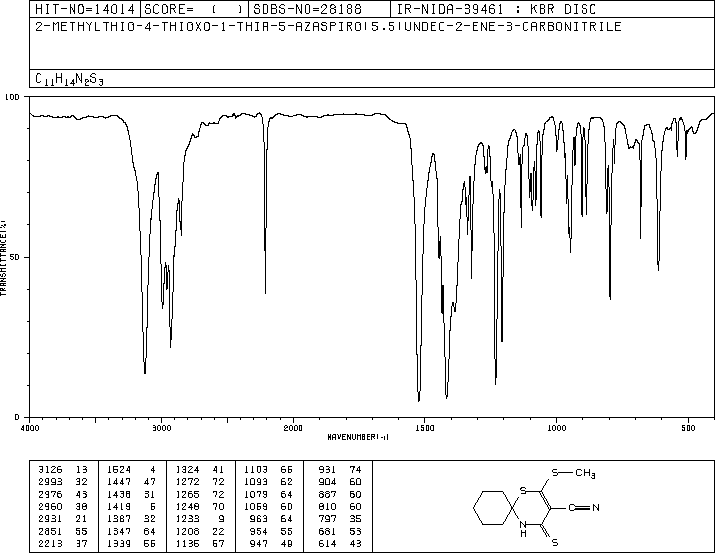 HIT-NO=14014 SCORE= ( ) SDBS-NO=28188 IR-NIDA-39461 : KBR DISC
2-METHYLTHIO-4-THIOXO-1-THIA-5-AZASPIRO(5.5)UNDEC-2-ENE-3-CARBONITRILE
C11H14N2S3
100
50
0
TRANSMITTANCE(%)
4000 3000 2000 1500 1000 500
WAVENUMBER(-1)
3126 13 1524 4 1324 41 1103 66 931 74
2993 32 1447 47 1272 72 1093 62 904 60
2976 43 1438 31 1265 72 1079 64 887 60
2960 38 1419 6 1248 70 1059 60 810 60
2931 21 1387 32 1233 9 963 64 797 35
2851 55 1347 64 1208 22 954 55 681 53
2213 37 1339 66 1136 57 947 49 614 43
S—CH3
S
C≡N
N
H
S